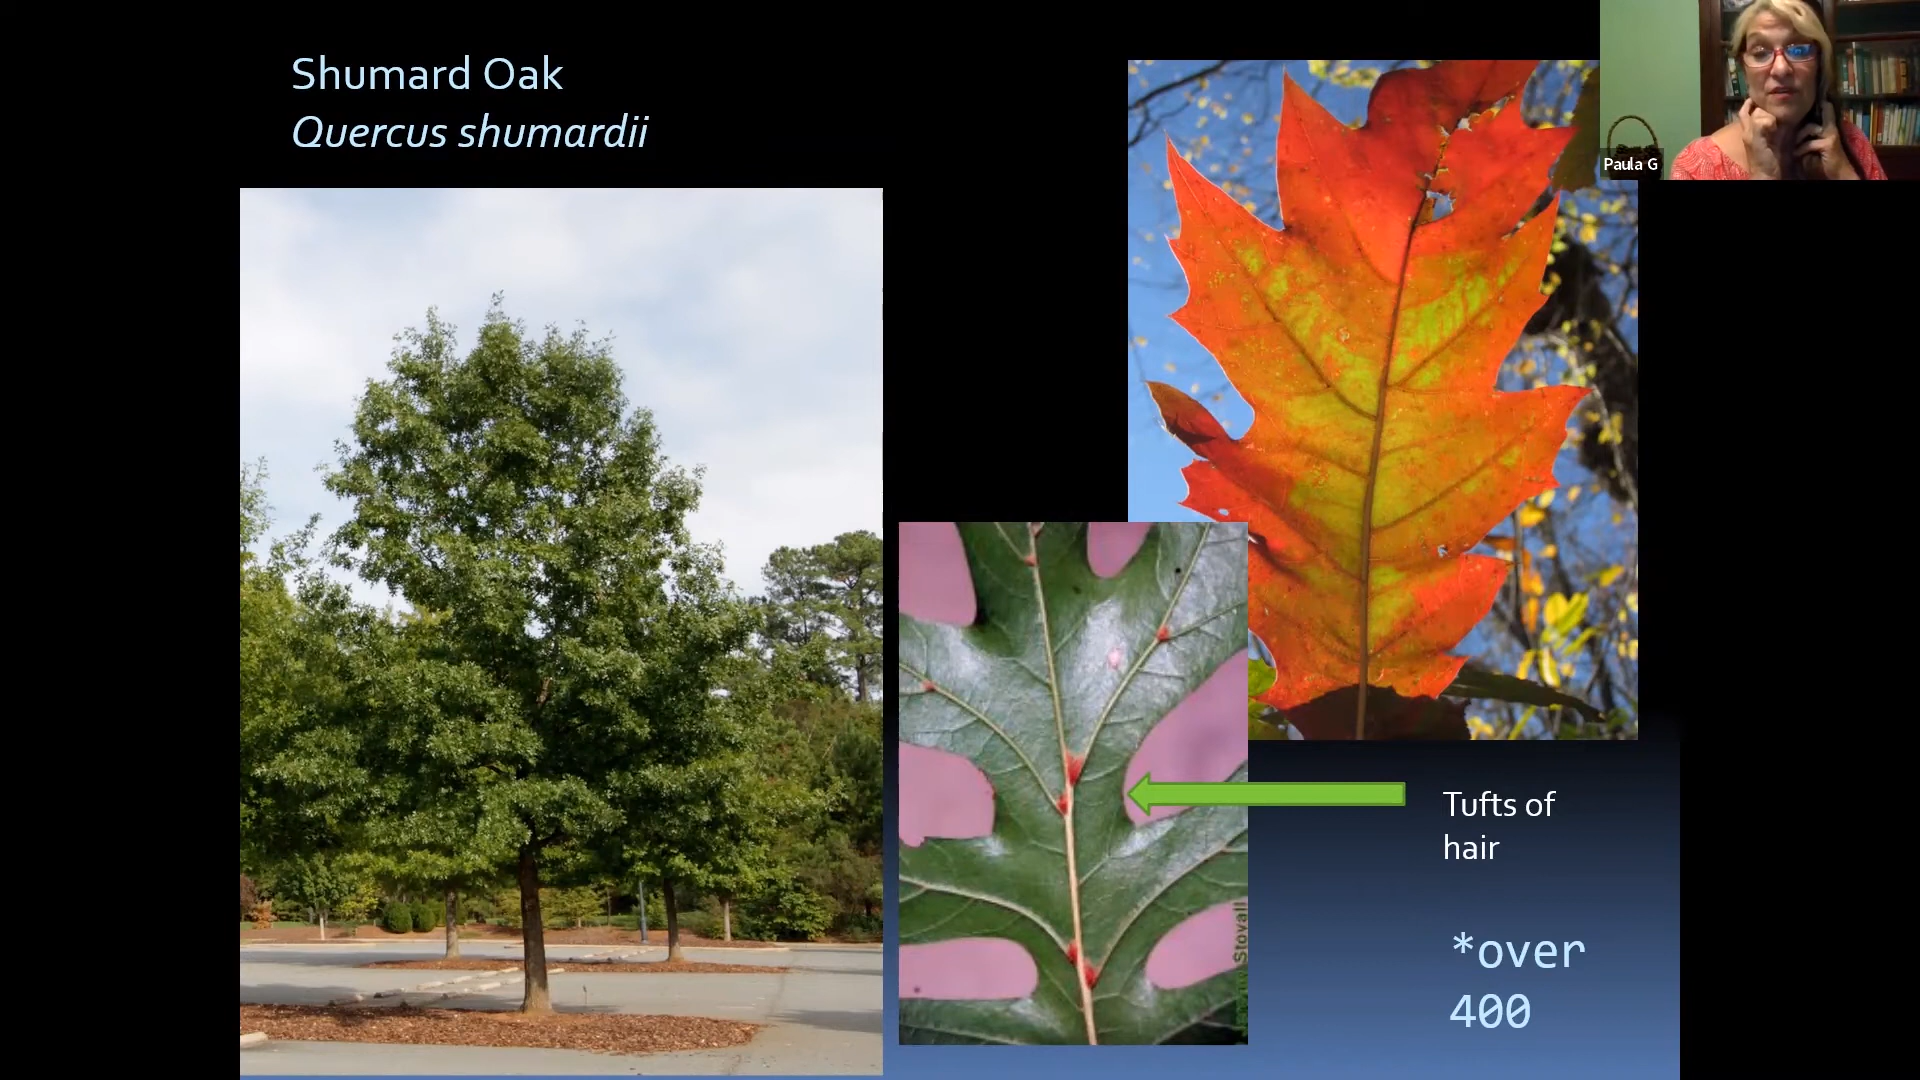 Shumard Oak
Quercus shumardii
Paula G
Tufts of
hair
*over
400
Stovall